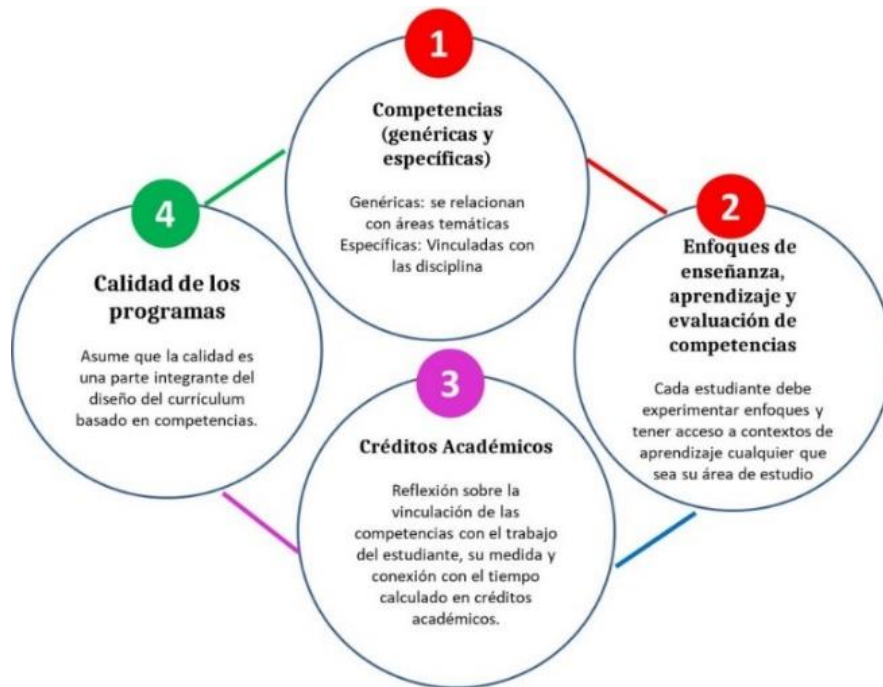 1
Competencias
(genéricas y
específicas)
Genéricas: se relacionan
con áreas temáticas
Específicas: Vinculadas con
las disciplina
2
Enfoques de
enseñanza,
aprendizaje y
evaluación de
competencias
Cada estudiante debe
experimentar enfoques y
tener acceso a contextos de
aprendizaje cualquier que
sea su área de estudio
3
Créditos Académicos
Reflexión sobre la
vinculación de las
competencias con el trabajo
del estudiante, su medida y
conexión con el tiempo
calculado en créditos
académicos.
4
Calidad de los
programas
Asume que la calidad es
una parte integrante del
diseño del currículum
basado en competencias.